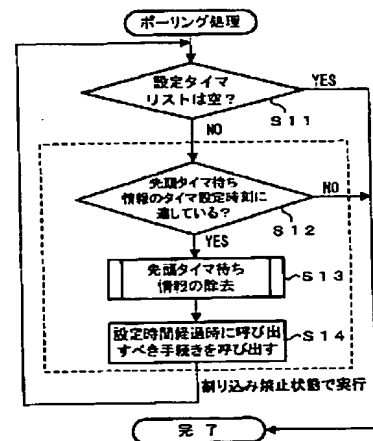 ポーリング処理
設定タイマ
リストは空？
YES
S11
NO
先頭タイマ待ち
情報のタイマ設定時刻に
達している？
NO
S12
YES
先頭タイマ待ち
情報の除去
S13
設定時間経過時に呼び出
すべき手続きを呼び出す
S14
割り込み禁止状態で実行
完了